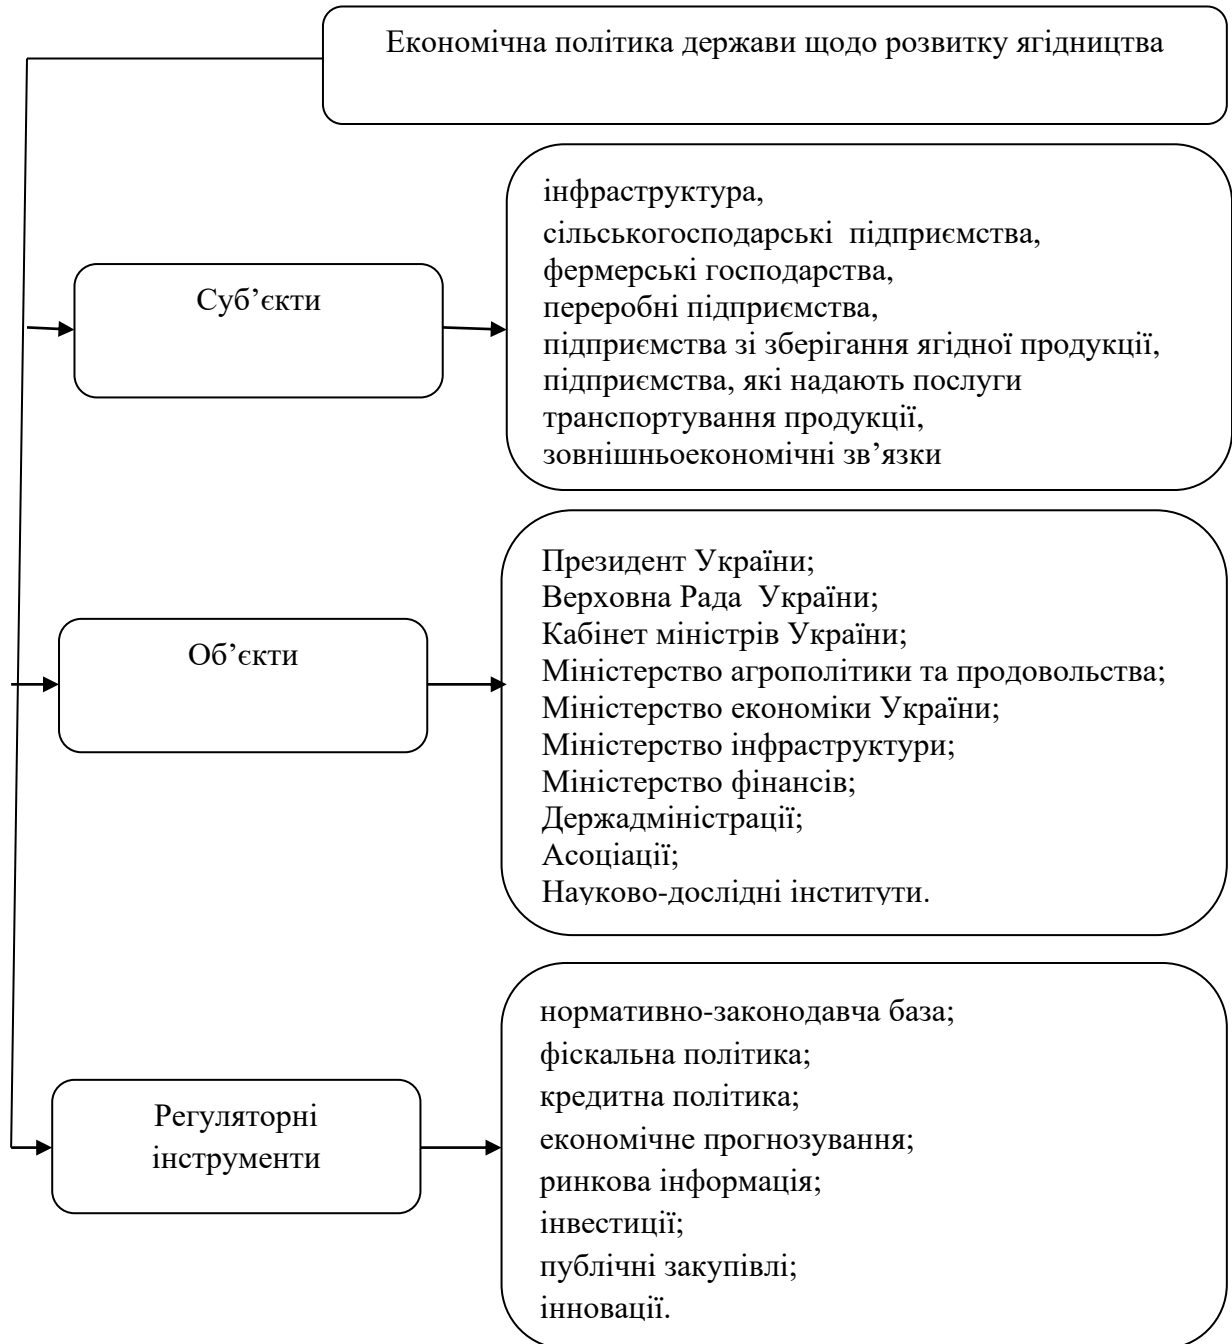 Економічна політика держави щодо розвитку ягідництва
Суб’єкти
інфраструктура,
сільськогосподарські підприємства,
фермерські господарства,
переробні підприємства,
підприємства зі зберігання ягідної продукції,
підприємства, які надають послуги
транспортування продукції,
зовнішньоекономічні зв’язки
Об’єкти
Президент України;
Верховна Рада України;
Кабінет міністрів України;
Міністерство агрополітики та продовольства;
Міністерство економіки України;
Міністерство інфраструктури;
Міністерство фінансів;
Держадміністрації;
Асоціації;
Науково-дослідні інститути.
Регуляторні
інструменти
нормативно-законодавча база;
фіскальна політика;
кредитна політика;
економічне прогнозування;
ринкова інформація;
інвестиції;
публічні закупівлі;
інновації.